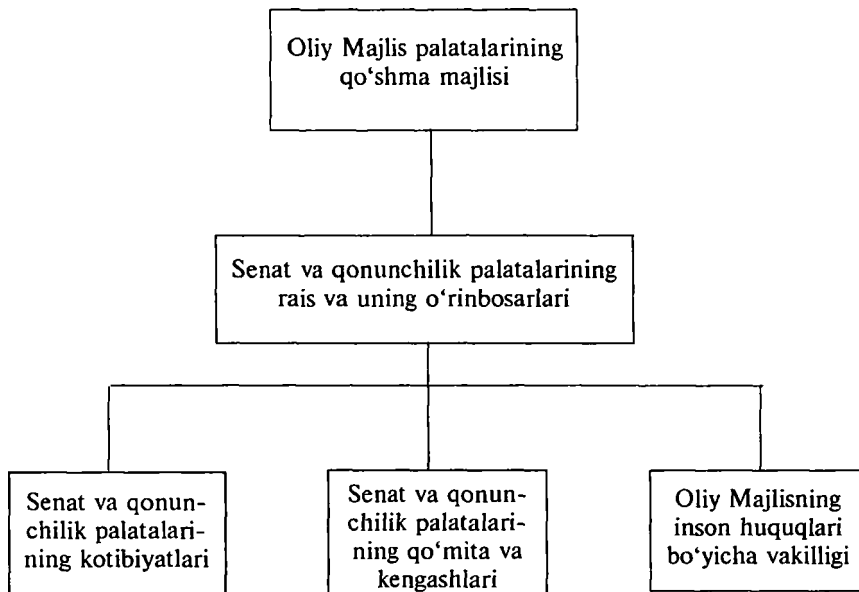 Oliy Majlis palatalarining
qo‘shma majlisi
Senat va qonunchilik palatalarining
rais va uning o‘rinbosarlari
Senat va qonun-
chilik palatalari-
ning kotibiyatlari
Senat va qonun-
chilik palatalari-
ning qo‘mita va
kengashlari
Oliy Majlisning
inson huquqlari
bo‘yicha vakilligi